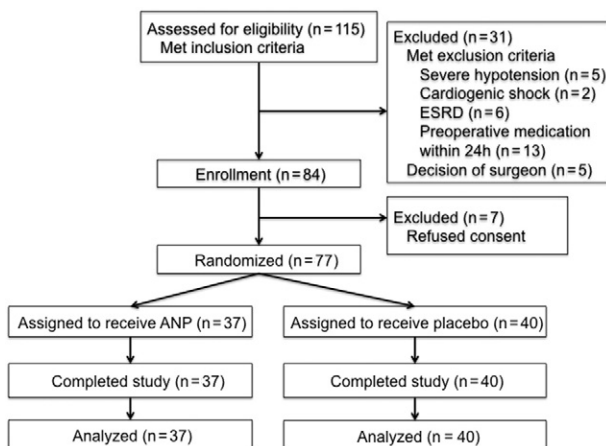 Assessed for eligibility (n=115)
Met inclusion criteria
Excluded (n=31)
Met exclusion criteria
Severe hypotension (n=5)
Cardiogenic shock (n=2)
ESRD (n=6)
Preoperative medication
within 24h (n=13)
Decision of surgeon (n=5)
Enrollment (n=84)
Excluded (n=7)
Refused consent
Randomized (n=77)
Assigned to receive ANP (n=37)
Assigned to receive placebo (n=40)
Completed study (n=37)
Completed study (n=40)
Analyzed (n=37)
Analyzed (n=40)